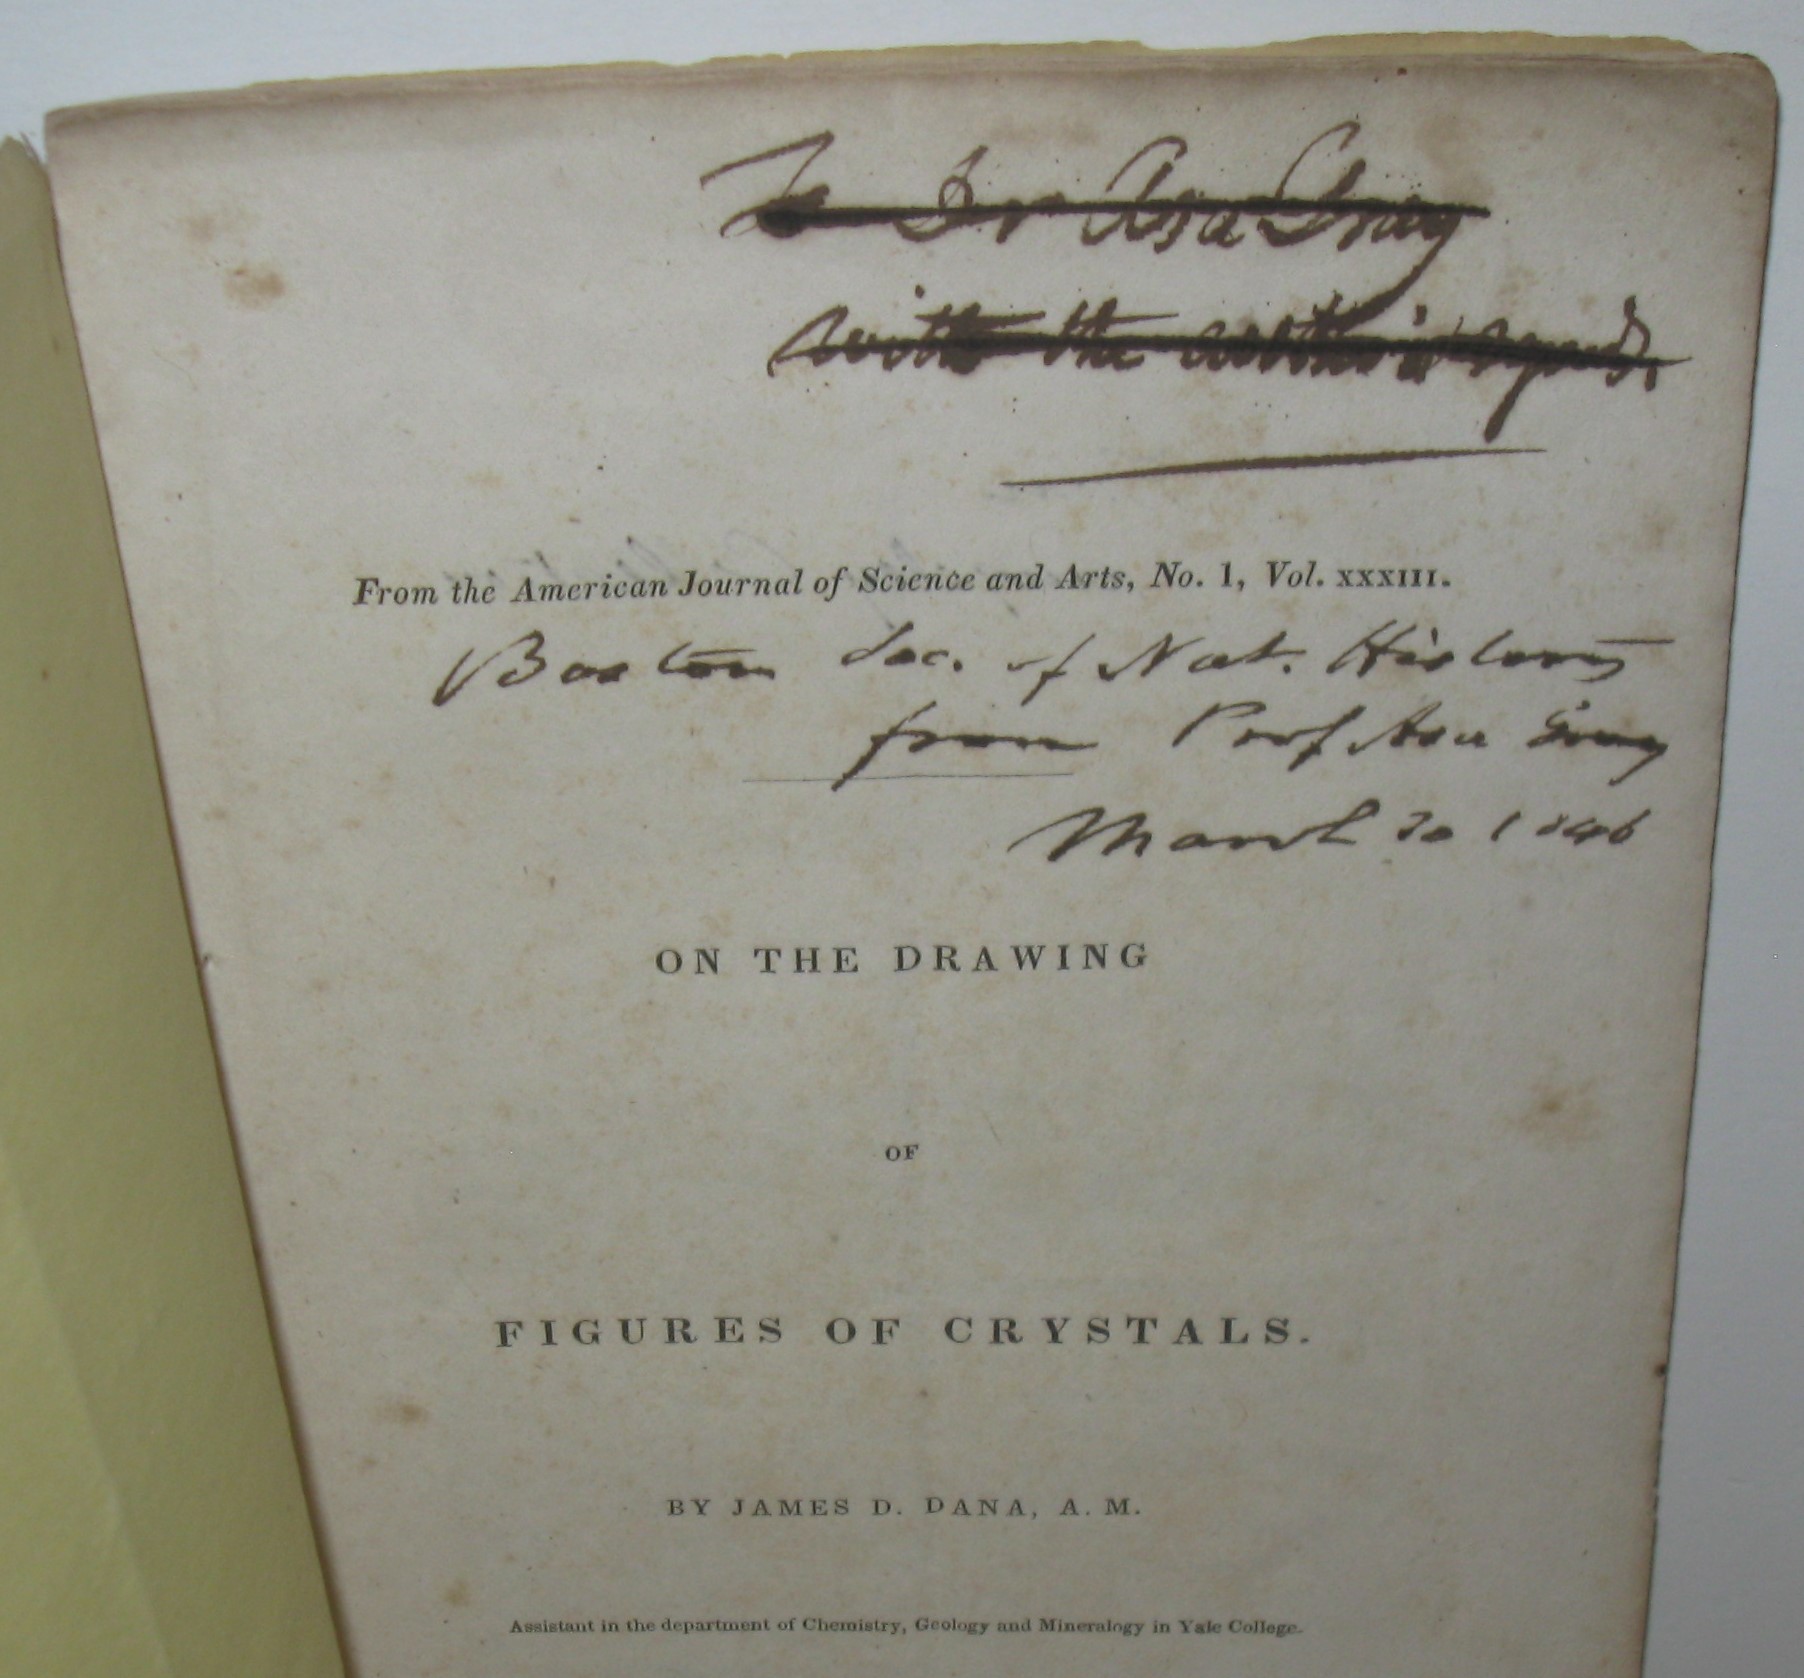 To Dr Asa Gray
with the author's regards.
From the American Journal of Science and Arts, No. 1, Vol. XXXIII.
Boston Soc. of Nat. History
from Prof Asa Gray
March 20 1846
ON THE DRAWING
OF
FIGURES OF CRYSTALS.
BY JAMES D. DANA, A. M.
Assistant in the department of Chemistry, Geology and Mineralogy in Yale College.